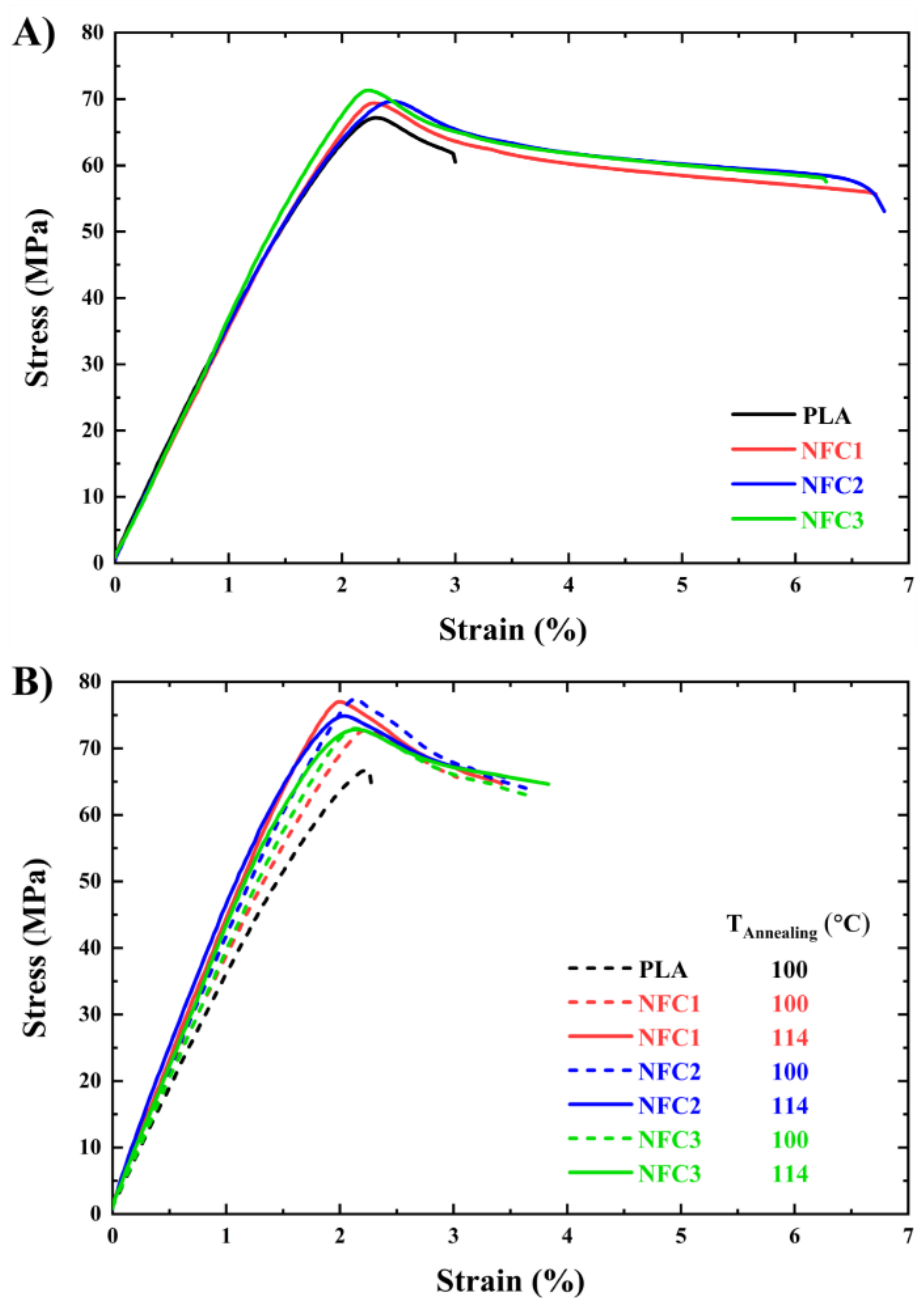 A)
80
70
60
50
40
30
20
10
0
Stress (MPa)
PLA
NFC1
NFC2
NFC3
0 1 2 3 4 5 6 7
Strain (%)
B)
80
70
60
50
40
30
20
10
0
Stress (MPa)
TAnnealing (°C)
PLA 100
NFC1 100
NFC1 114
NFC2 100
NFC2 114
NFC3 100
NFC3 114
0 1 2 3 4 5 6 7
Strain (%)